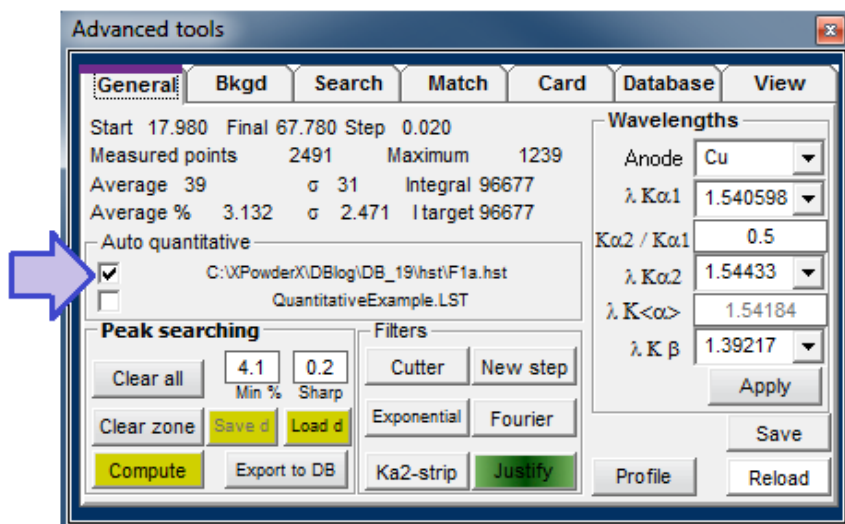 Advanced tools
General Bkgd Search Match Card Database View
Start 17.980 Final 67.780 Step 0.020
Measured points 2491 Maximum 1239
Average 39 σ 31 Integral 96677
Average % 3.132 σ 2.471 I target 96677
Auto quantitative
C:\XPowderX\DBlog\DB_19\hst\F1a.hst
QuantitativeExample.LST
Peak searching
Clear all 4.1 0.2
Min % Sharp
Clear zone Save d Load d
Compute Export to DB
Filters
Cutter New step
Exponential Fourier
Ka2-strip Justify
Wavelengths
Anode Cu
λ Kα1 1.540598
Kα2 / Kα1 0.5
λ Kα2 1.54433
λ K<α> 1.54184
λ K β 1.39217
Apply
Save
Profile Reload